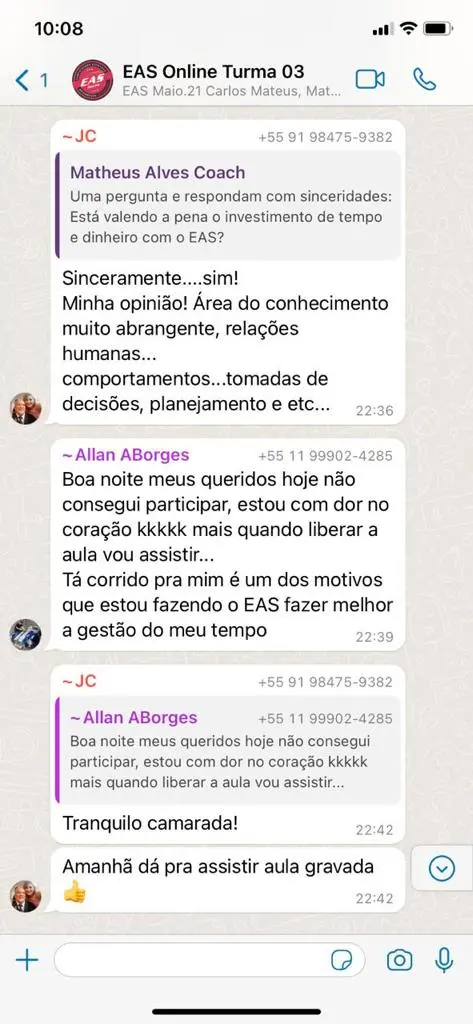 10:08
1
EAS
EAS Online Turma 03
EAS Maio.21 Carlos Mateus, Mat...
~JC +55 91 98475-9382
Matheus Alves Coach
Uma pergunta e respondam com sinceridades:
Está valendo a pena o investimento de tempo
e dinheiro com o EAS?
Sinceramente....sim!
Minha opinião! Área do conhecimento
muito abrangente, relações
humanas...
comportamentos...tomadas de
decisões, planejamento e etc...
22:36
~Allan ABorges +55 11 99902-4285
Boa noite meus queridos hoje não
consegui participar, estou com dor no
coração kkkkk mais quando liberar a
aula vou assistir...
Tá corrido pra mim é um dos motivos
que estou fazendo o EAS fazer melhor
a gestão do meu tempo
22:39
~JC +55 91 98475-9382
~Allan ABorges +55 11 99902-4285
Boa noite meus queridos hoje não consegui
participar, estou com dor no coração kkkkk
mais quando liberar a aula vou assistir...
Tranquilo camarada!
22:42
Amanhã dá pra assistir aula gravada
👍
22:42